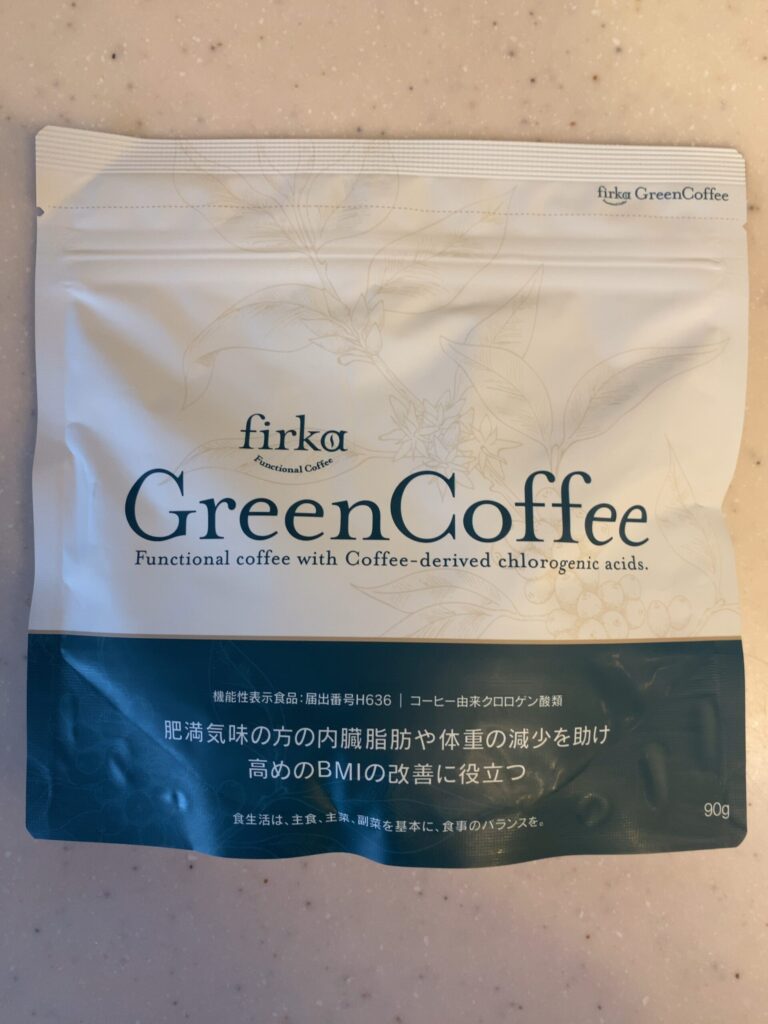 firka GreenCoffee
firka
Functional Coffee
GreenCoffee
Functional coffee with Coffee-derived chlorogenic acids.
機能性表示食品:届出番号H636 | コーヒー由来クロロゲン酸類
肥満気味の方の内臓脂肪や体重の減少を助け
高めのBMIの改善に役立つ
90g
食生活は、主食、主菜、副菜を基本に、食事のバランスを。